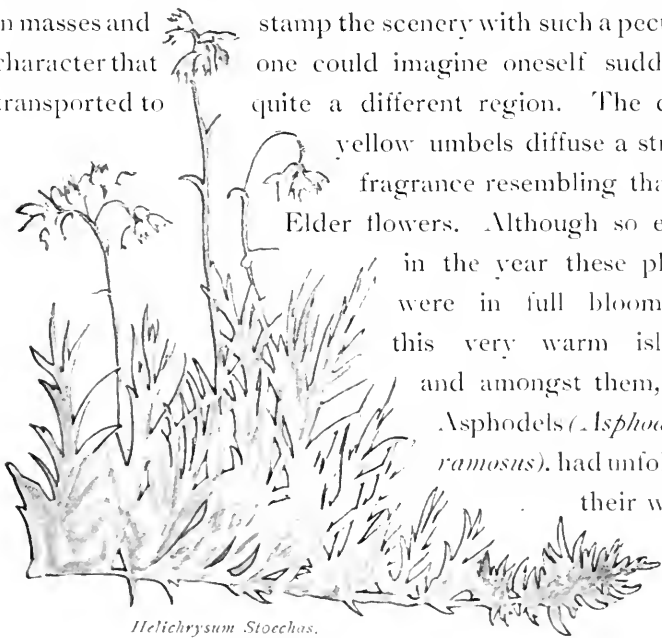 n masses and stamp the scenery with such a pecu
character that one could imagine oneself sudd
transported to quite a different region. The
yellow umbels diffuse a str
fragrance resembling tha
Elder flowers. Although so e
in the year these pl
were in full bloom
this very warm isl
and amongst them,
Asphodels (Asphod
ramosus). had unfol
their w
Helichrysum Stoechas.